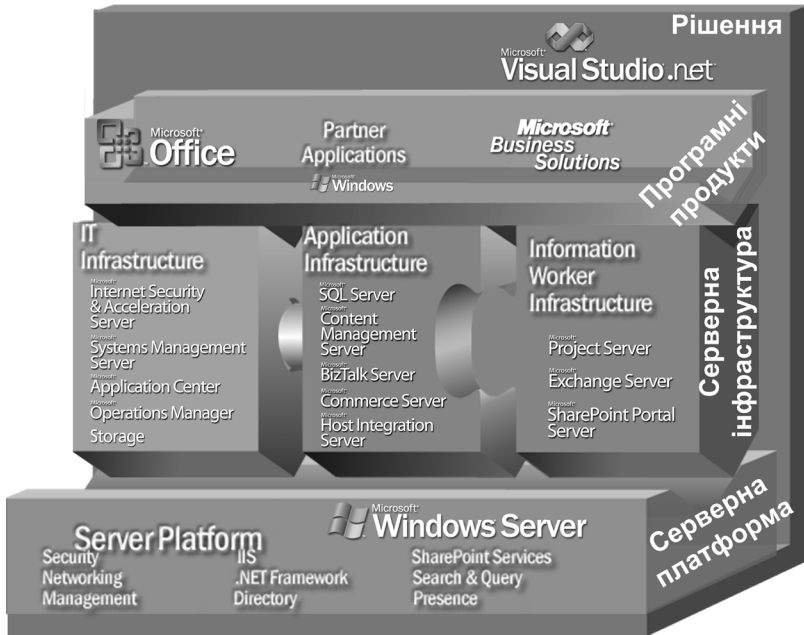 Рішення
Microsoft®
Visual Studio.net
Microsoft®
Office
Partner
Applications
Microsoft®
Windows
Microsoft®
Business
Solutions
Програмні
продукти
IT
Infrastructure
Microsoft®
Internet Security
& Acceleration
Server
Microsoft®
Systems Management
Server
Microsoft®
Application Center
Microsoft®
Operations Manager
Storage
Application
Infrastructure
Microsoft®
SQL Server
Microsoft®
Content
Management
Server
Microsoft®
BizTalk Server
Microsoft®
Commerce Server
Microsoft®
Host Integration
Server
Information
Worker
Infrastructure
Microsoft®
Project Server
Microsoft®
Exchange Server
Microsoft®
SharePoint Portal
Server
Серверна
інфраструктура
Server Platform
Microsoft®
Windows Server
Security
Networking
Management
IIS
.NET Framework
Directory
SharePoint Services
Search & Query
Presence
Серверна
платформа